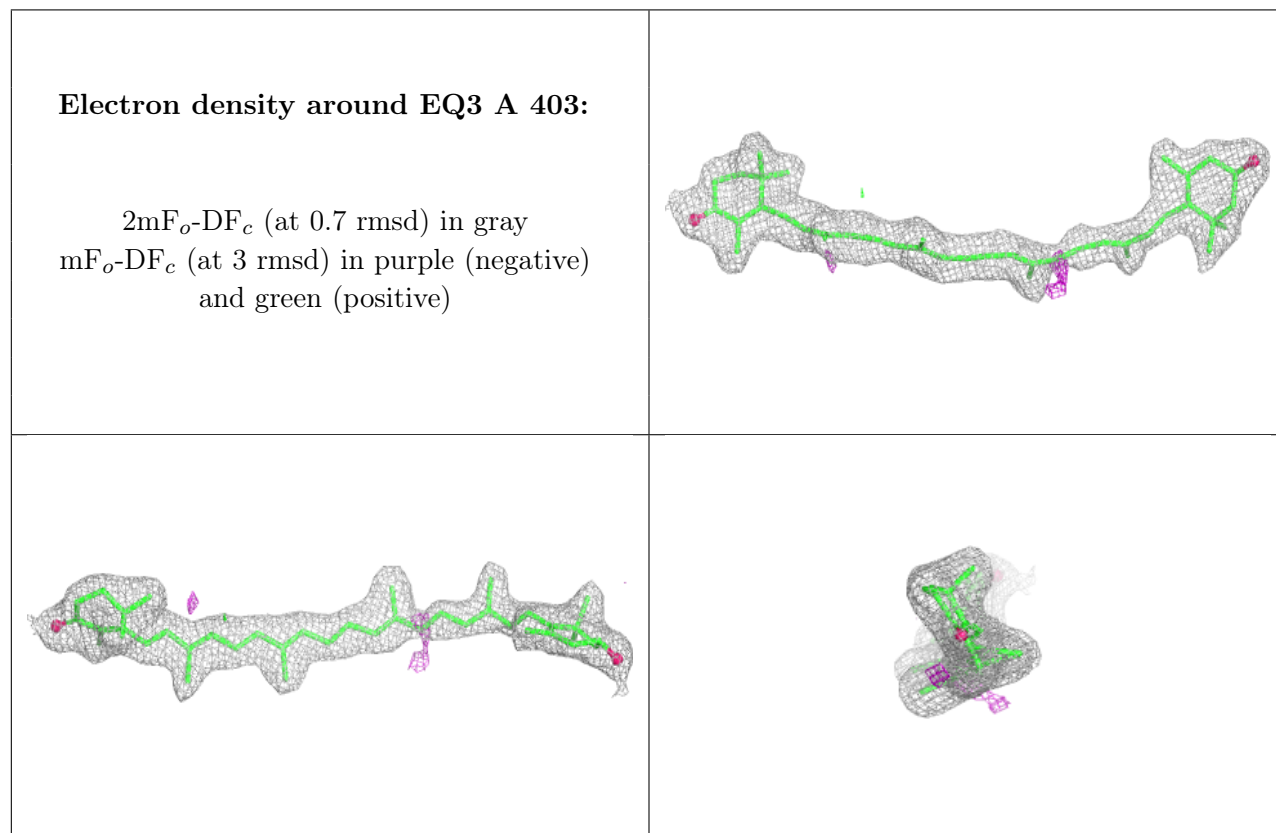 Electron density around EQ3 A 403:
2mFo-DFc (at 0.7 rmsd) in gray
mFo-DFc (at 3 rmsd) in purple (negative)
and green (positive)